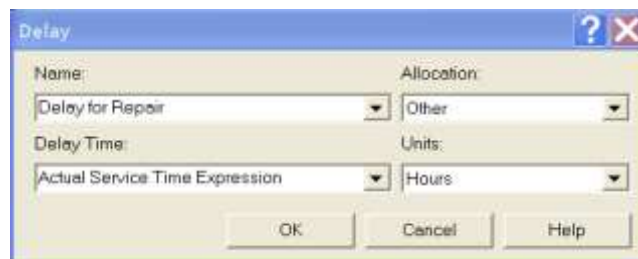 Delay
Name: Allocation:
Delay for Repair Other
Delay Time: Units:
Actual Service Time Expression Hours
OK Cancel Help